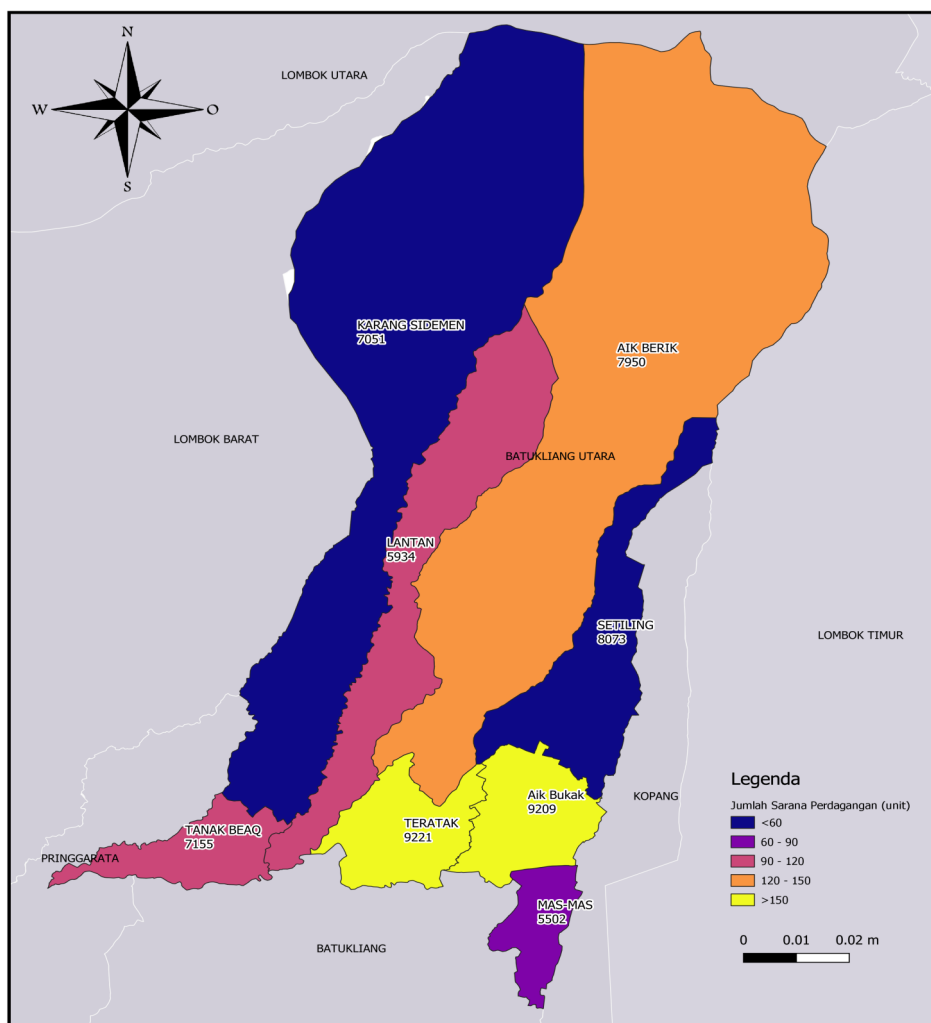 N
W
O
S
LOMBOK UTARA
KARANG SIDEMEN
7051
AIK BERIK
7950
LOMBOK BARAT
BATUKLIANG UTARA
LANTAN
5934
SETILING
8073
LOMBOK TIMUR
Legenda
Jumlah Sarana Perdagangan (unit)
<60
60 - 90
90 - 120
120 - 150
>150
0 0.01 0.02 m
Aik Bukak
9209
KOPANG
TERATAK
9221
TANAK BEAQ
7155
PRINGGARATA
MAS-MAS
5502
BATUKLIANG